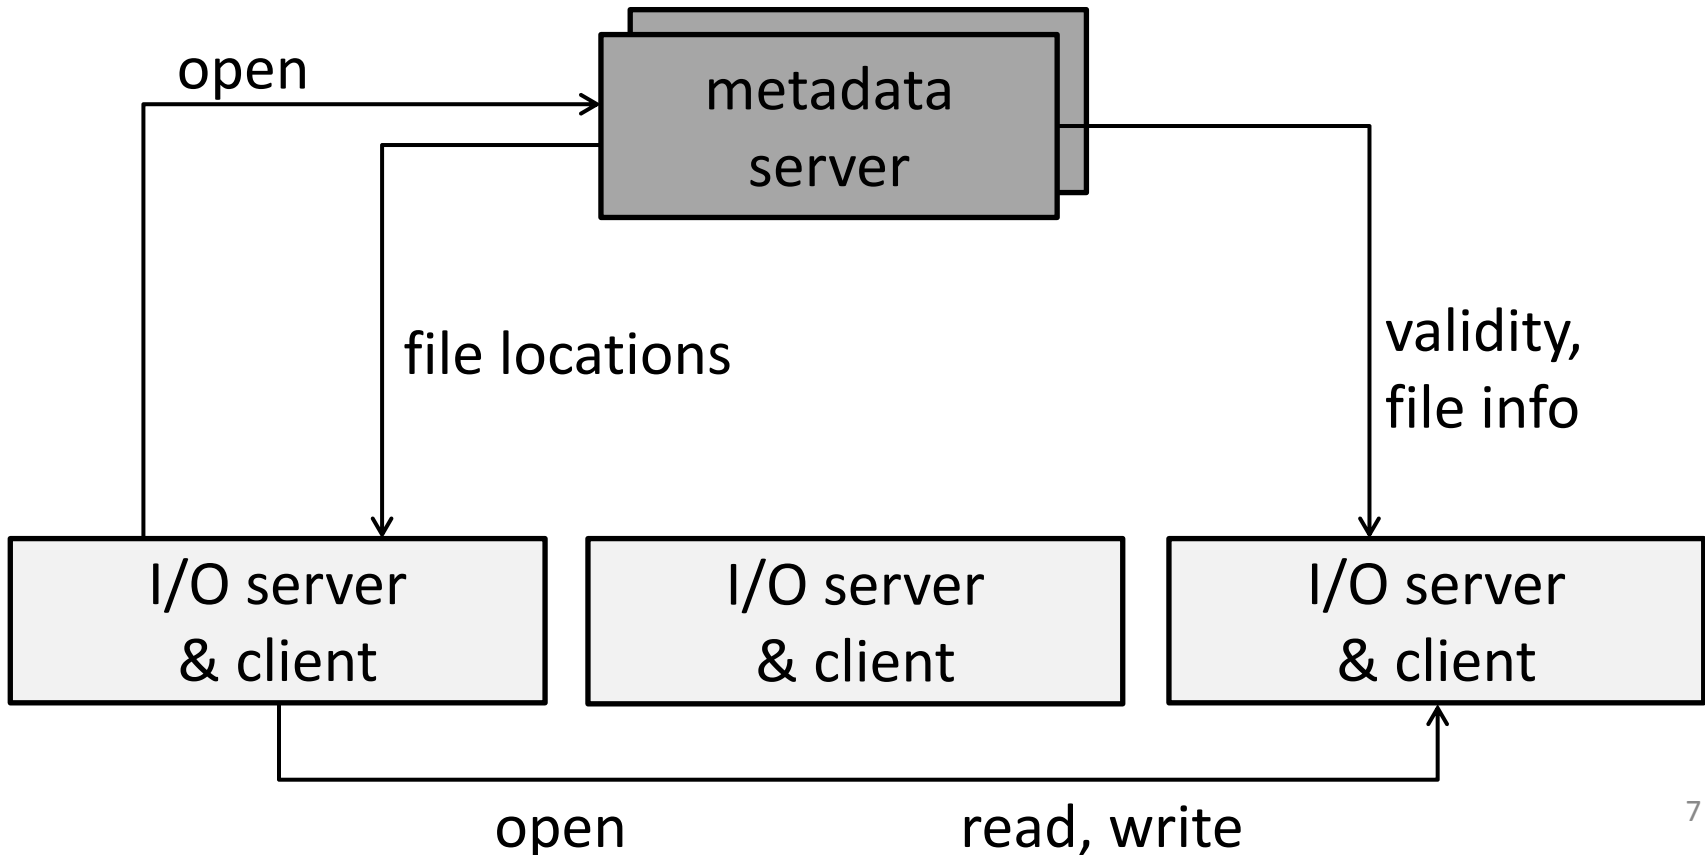 open
metadata
server
file locations
validity,
file info
I/O server
& client
I/O server
& client
I/O server
& client
open
read, write
7